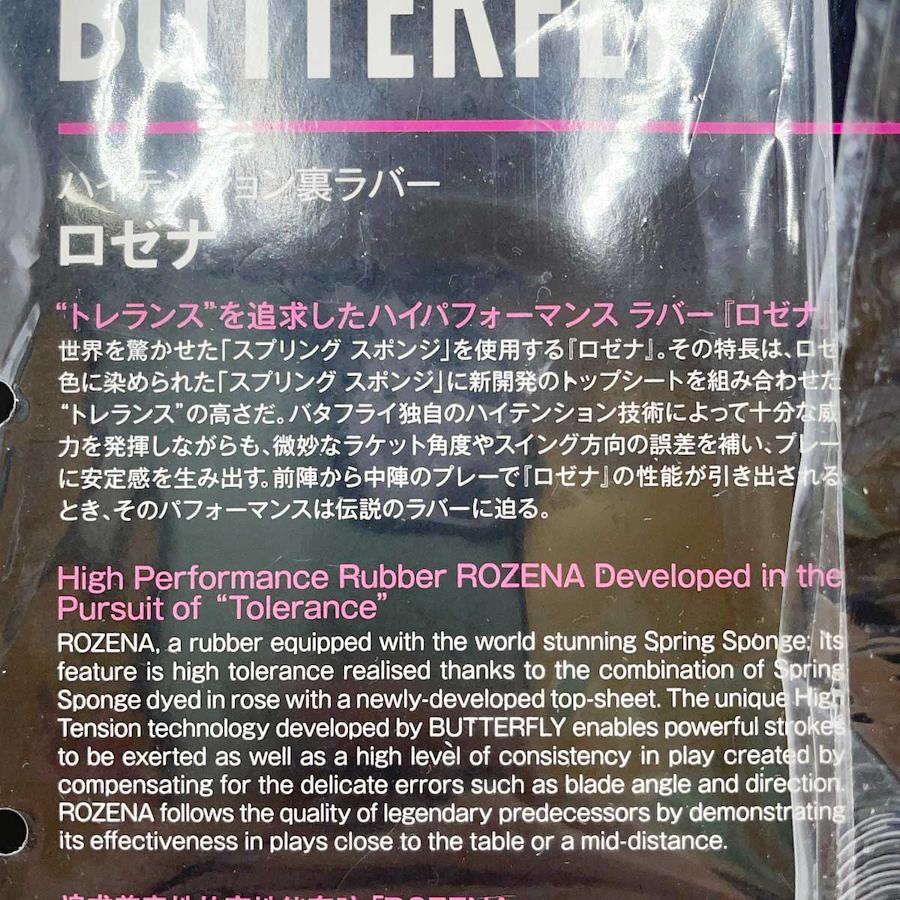 BUTTERFLY
ハイテンション裏ラバー
ロゼナ
“トレランス”を追求したハイパフォーマンス ラバー『ロゼナ』
世界を驚かせた「スプリング スポンジ」を使用する『ロゼナ』。その特長は、ロゼ
色に染められた「スプリング スポンジ」に新開発のトップシートを組み合わせた
“トレランス”の高さだ。バタフライ独自のハイテンション技術によって十分な威
力を発揮しながらも、微妙なラケット角度やスイング方向の誤差を補い、プレー
に安定感を生み出す。前陣から中陣のプレーで『ロゼナ』の性能が引き出される
とき、そのパフォーマンスは伝説のラバーに迫る。
High Performance Rubber ROZENA Developed in the
Pursuit of “Tolerance”
ROZENA, a rubber equipped with the world stunning Spring Sponge; its
feature is high tolerance realised thanks to the combination of Spring
Sponge dyed in rose with a newly-developed top-sheet. The unique High
Tension technology developed by BUTTERFLY enables powerful strokes
to be exerted as well as a high level of consistency in play created by
compensating for the delicate errors such as blade angle and direction.
ROZENA follows the quality of legendary predecessors by demonstrating
its effectiveness in plays close to the table or a mid-distance.